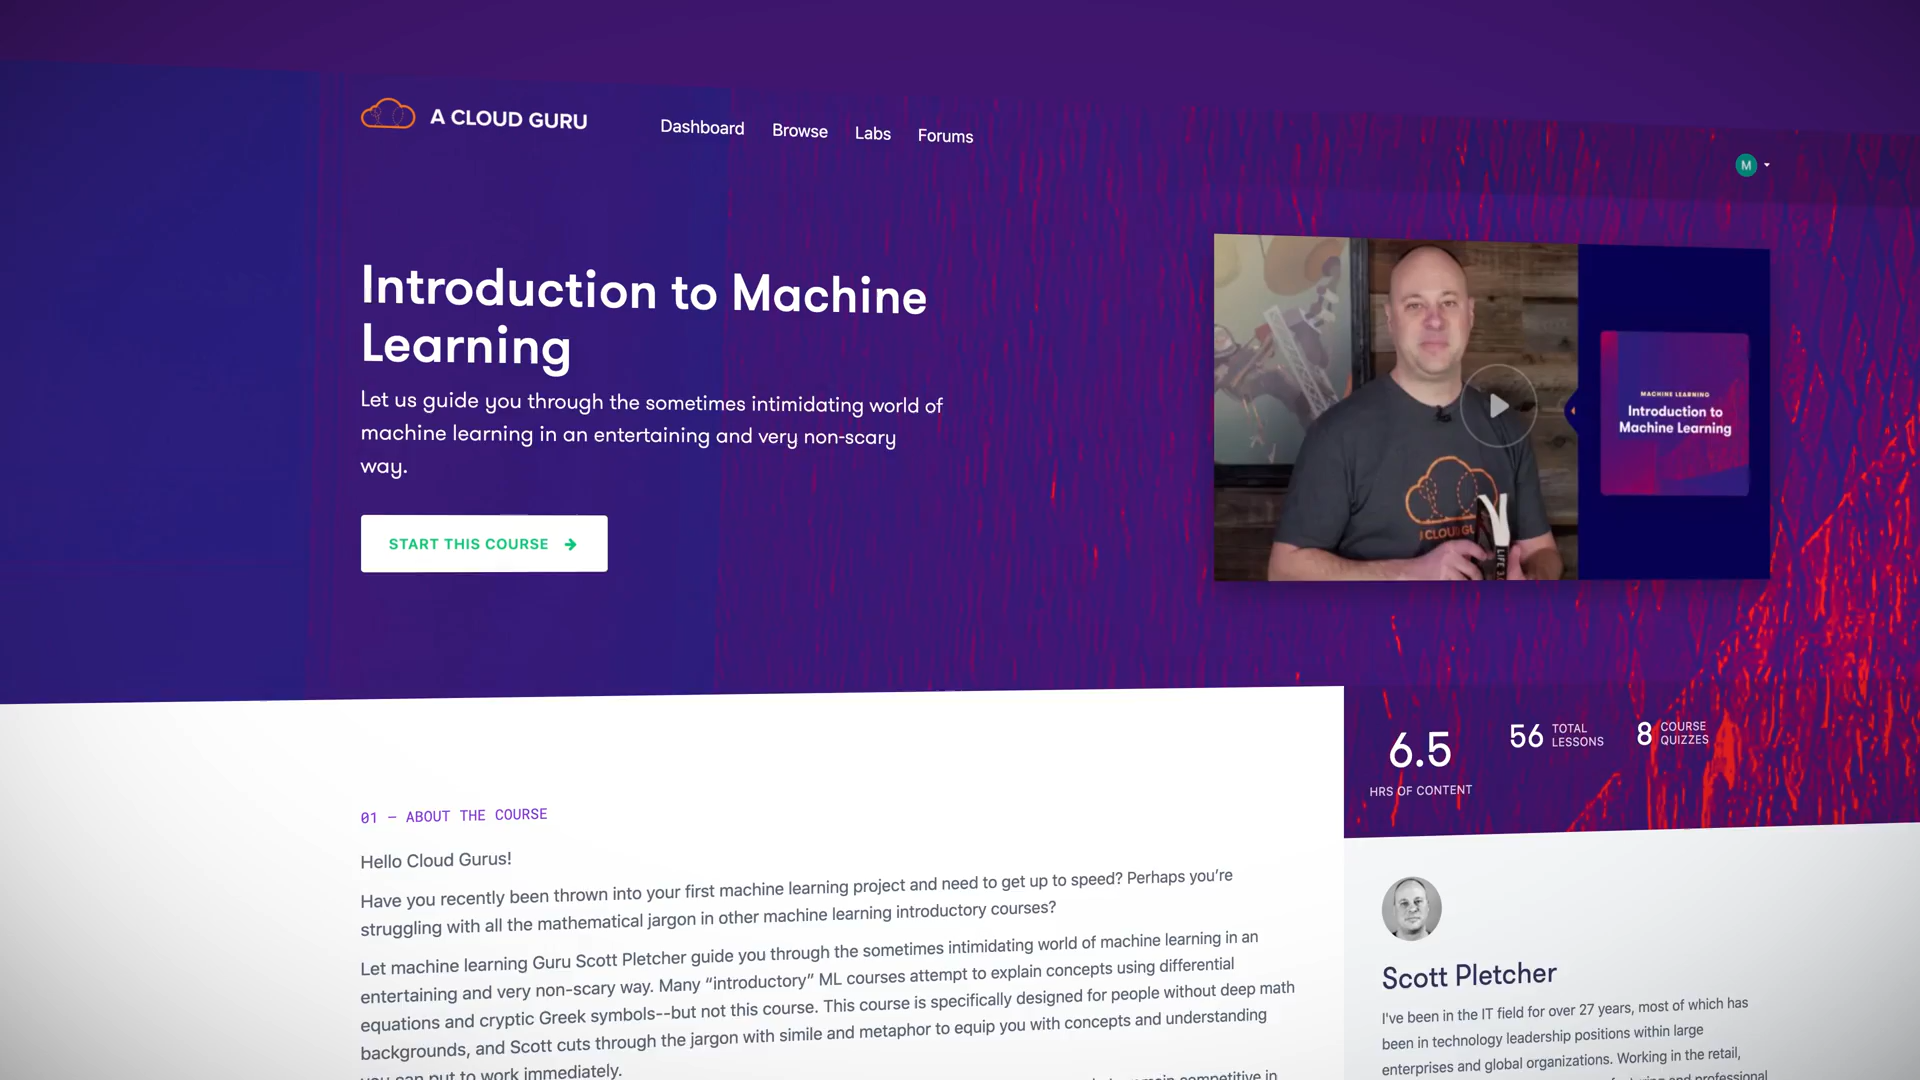 A CLOUD GURU
Dashboard Browse Labs Forums
M
Introduction to Machine
Learning
Let us guide you through the sometimes intimidating world of
machine learning in an entertaining and very non-scary
way.
START THIS COURSE
MACHINE LEARNING
Introduction to
Machine Learning
LIFE 3.
6.5
HRS OF CONTENT
56 TOTAL
LESSONS
8 COURSE
QUIZZES
01 – ABOUT THE COURSE
Hello Cloud Gurus!
Have you recently been thrown into your first machine learning project and need to get up to speed? Perhaps you're
struggling with all the mathematical jargon in other machine learning introductory courses?
Let machine learning Guru Scott Pletcher guide you through the sometimes intimidating world of machine learning in an
entertaining and very non-scary way. Many “introductory” ML courses attempt to explain concepts using differential
equations and cryptic Greek symbols--but not this course. This course is specifically designed for people without deep math
backgrounds, and Scott cuts through the jargon with simile and metaphor to equip you with concepts and understanding
you can put to work immediately.
competitive in
Scott Pletcher
I've been in the IT field for over 27 years, most of which has
been in technology leadership positions within large
enterprises and global organizations. Working in the retail,
and professional